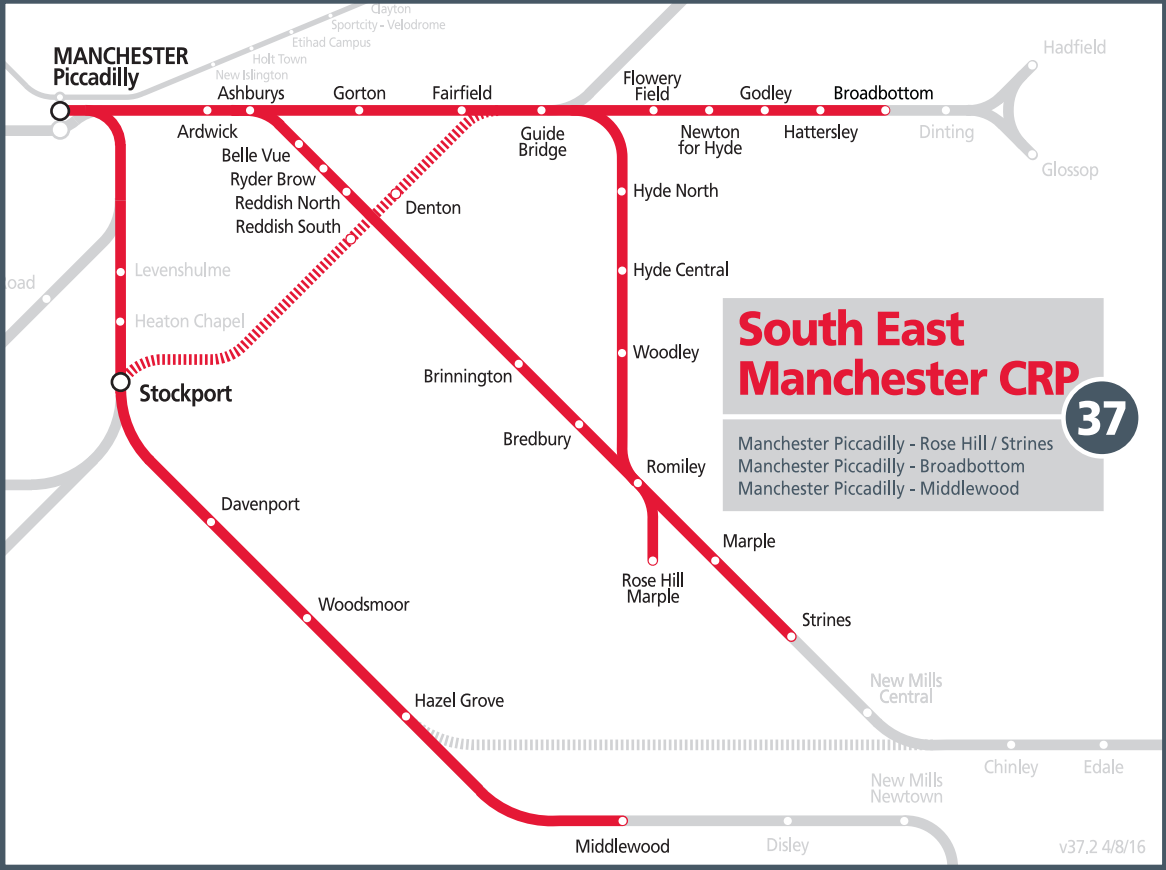 Clayton
Sportcity - Velodrome
Etihad Campus
Holt Town
New Islington
MANCHESTER
Piccadilly
Ashburys
Gorton
Fairfield
Flowery
Field
Godley
Broadbottom
Hadfield
Ardwick
Guide
Bridge
Newton
for Hyde
Hattersley
Dinting
Glossop
Belle Vue
Ryder Brow
Reddish North
Reddish South
Denton
Hyde North
Hyde Central
Levenshulme
oad
Heaton Chapel
Woodley
Stockport
Brinnington
Bredbury
Romiley
South East
Manchester CRP
37
Manchester Piccadilly - Rose Hill / Strines
Manchester Piccadilly - Broadbottom
Manchester Piccadilly - Middlewood
Davenport
Marple
Rose Hill
Marple
Woodsmoor
Strines
Hazel Grove
New Mills
Central
Chinley
Edale
New Mills
Newtown
Middlewood
Disley
v37,2 4/8/16